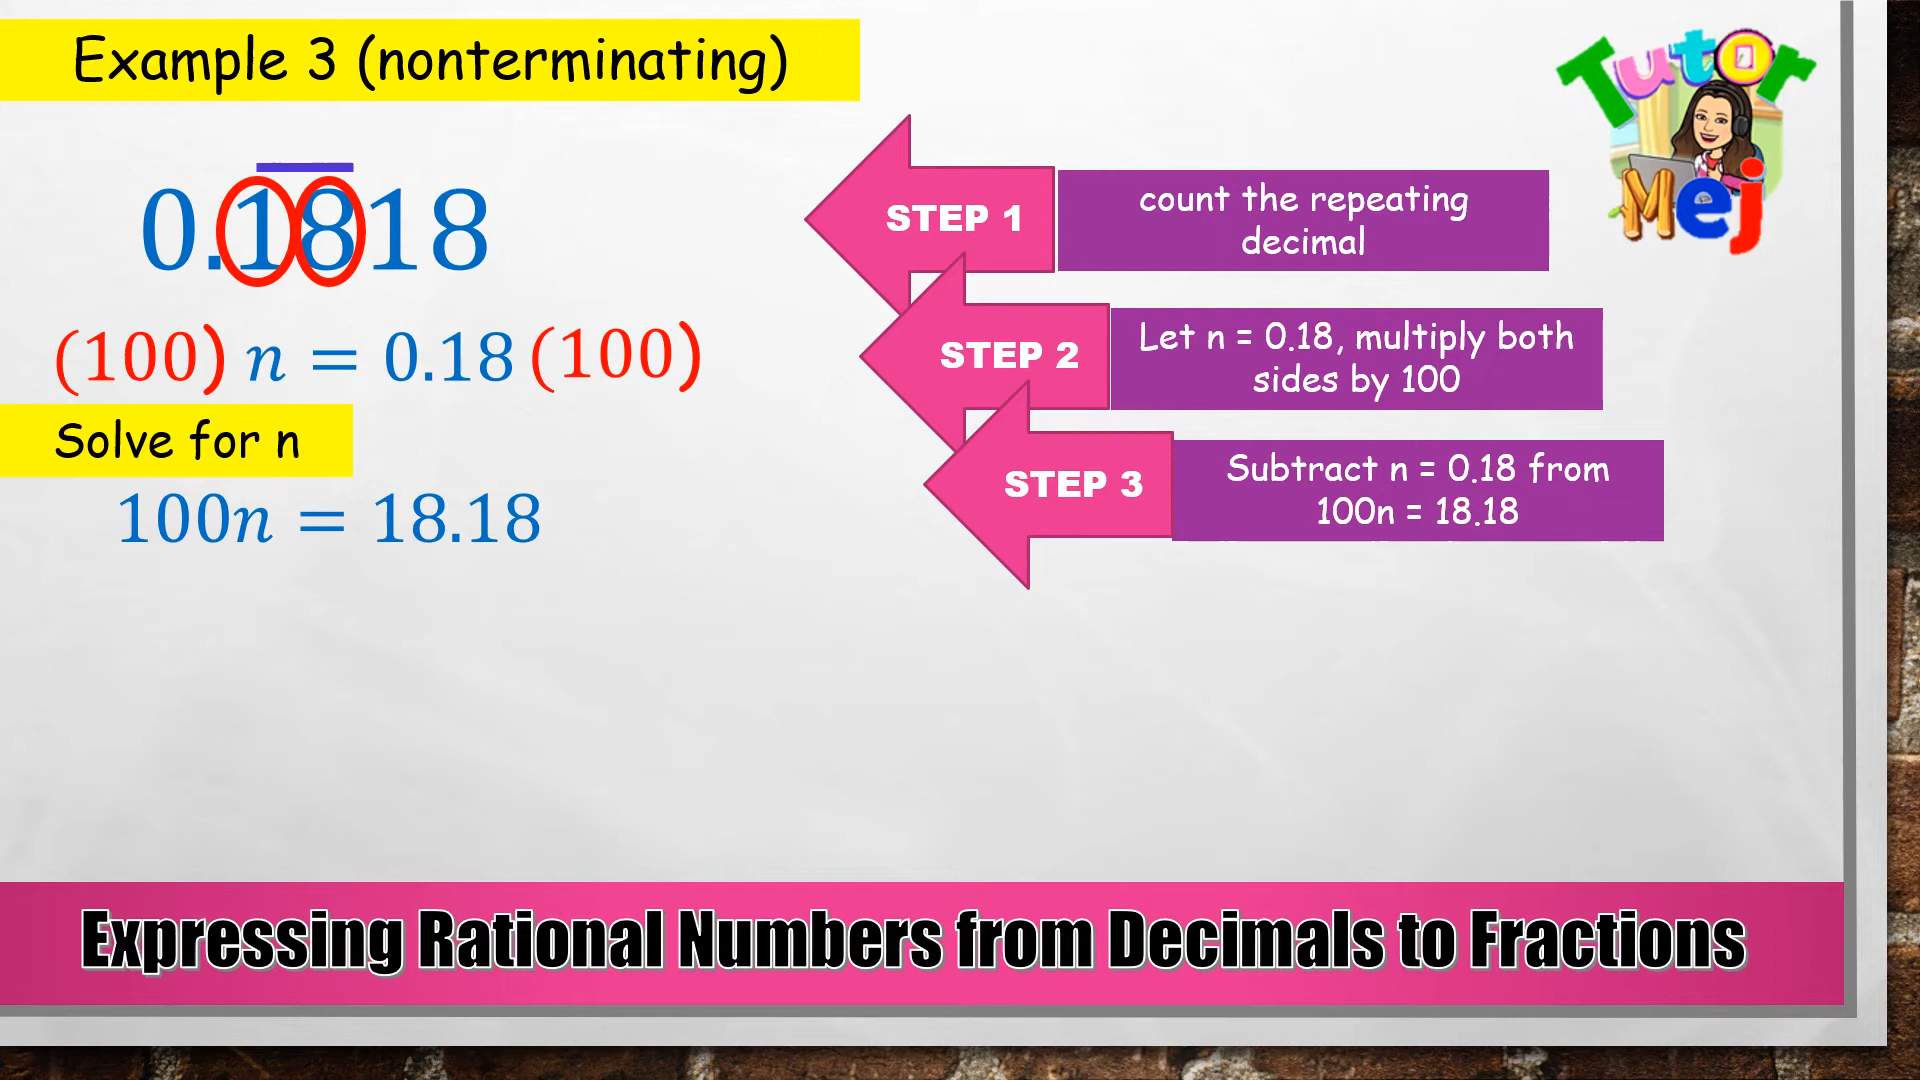 Example 3 (nonterminating)
Tutor
Mej
0.1818
STEP 1
count the repeating
decimal
(100) n = 0.18 (100)
STEP 2
Let n = 0.18, multiply both
sides by 100
Solve for n
STEP 3
Subtract n = 0.18 from
100n = 18.18
100n = 18.18
Expressing Rational Numbers from Decimals to Fractions